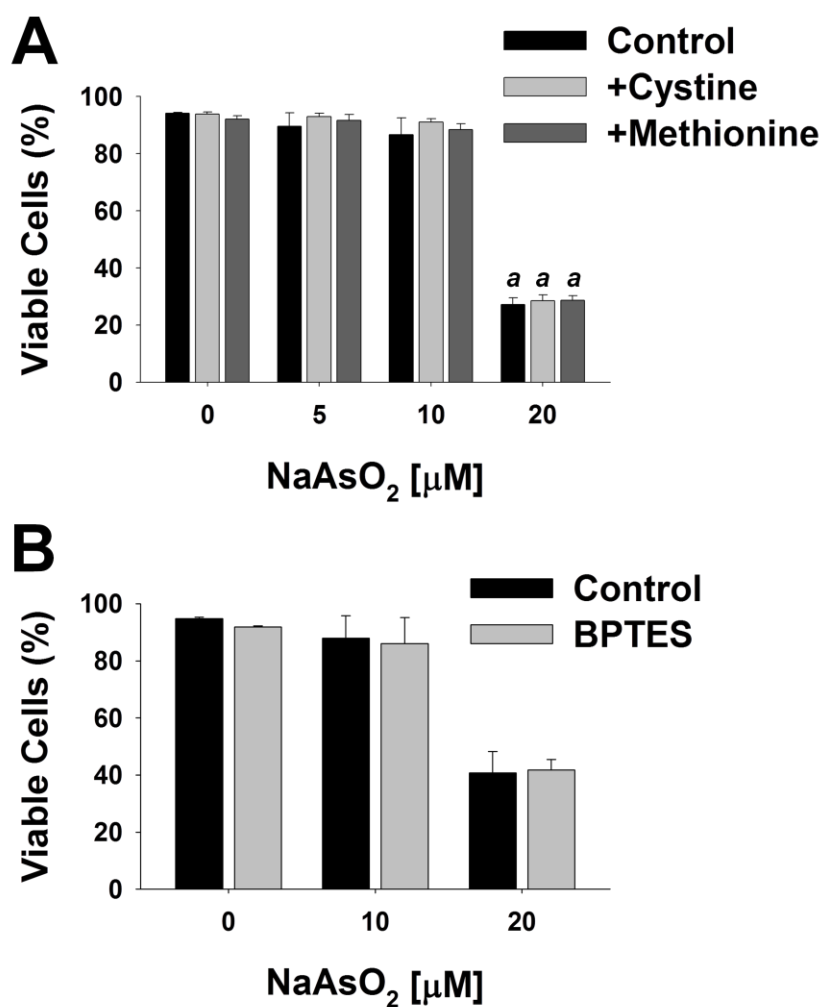 A
Control
+Cystine
+Methionine
Viable Cells (%)
100
80
60
40
20
0
a a a
0 5 10 20
NaAsO₂ [μM]
B
Control
BPTES
Viable Cells (%)
100
80
60
40
20
0
0 10 20
NaAsO₂ [μM]